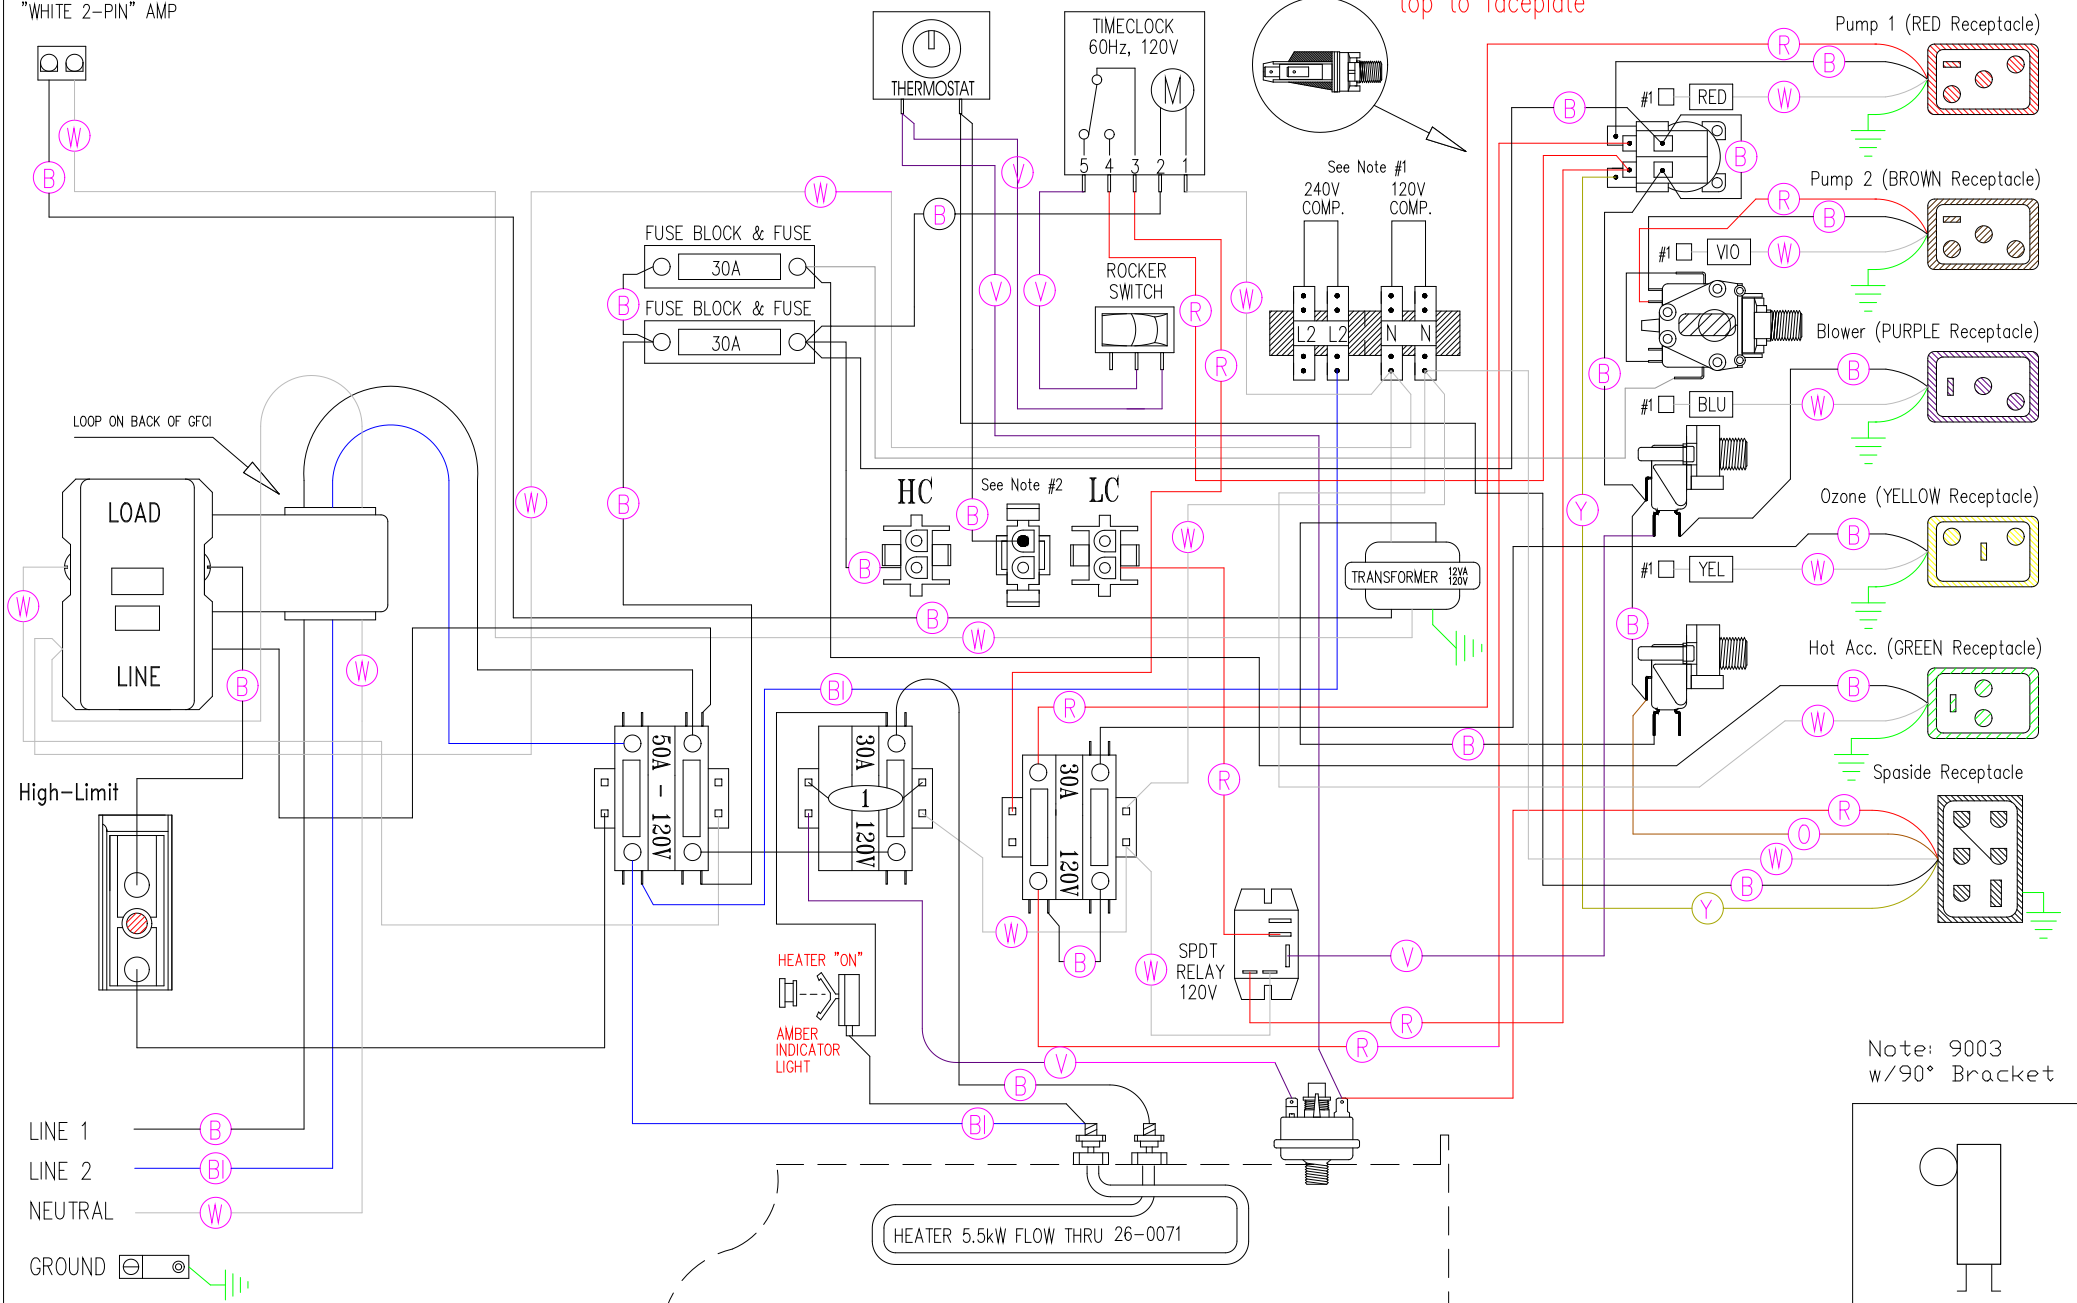 "WHITE 2-PIN" AMP
top to faceplate
THERMOSTAT
TIMECLOCK
60Hz, 120V
M
5 4 3 2 1
See Note #1
240V
COMP.
120V
COMP.
L2 L2 N N
Pump 1 (RED Receptacle)
#1 RED
Pump 2 (BROWN Receptacle)
#1 VIO
Blower (PURPLE Receptacle)
#1 BLU
Ozone (YELLOW Receptacle)
#1 YEL
Hot Acc. (GREEN Receptacle)
Spaside Receptacle
FUSE BLOCK & FUSE
30A
FUSE BLOCK & FUSE
30A
ROCKER
SWITCH
LOOP ON BACK OF GFCI
LOAD
LINE
HC
See Note #2
LC
TRANSFORMER
12VA
120V
High-Limit
50A - 120V
30A 120V
1
30A 120V
HEATER "ON"
AMBER
INDICATOR
LIGHT
SPDT
RELAY
120V
LINE 1
LINE 2
NEUTRAL
GROUND
HEATER 5.5kW FLOW THRU 26-0071
Note: 9003
w/90° Bracket
W
B
W
B
V
V
V
B
B
W
R
R
W
B
W
B
B
B
W
W
B
W
R
B
W
B
B
R
B
W
B
W
B
W
B
W
B
B
Y
R
O
W
B
Y
Bl
R
R
W
B
W
V
R
R
V
B
Bl
B
Bl
W